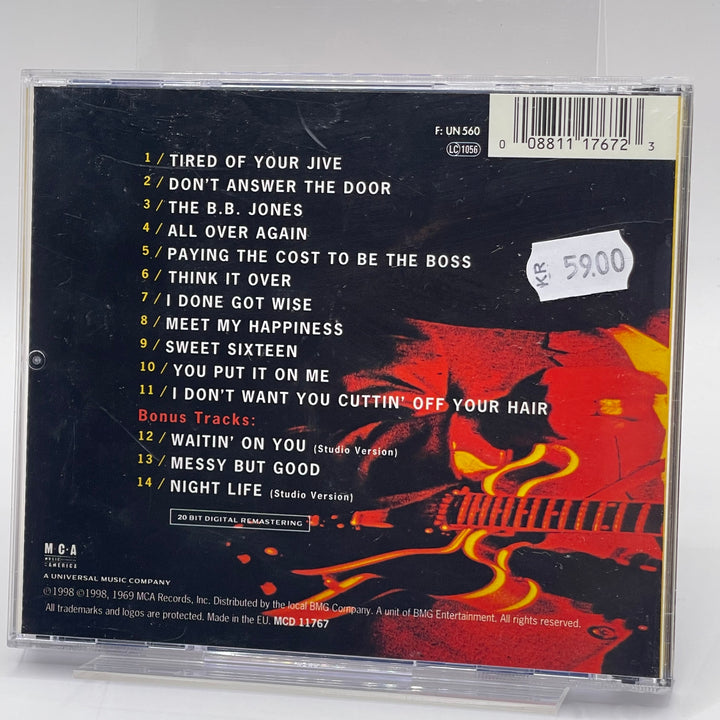 F: UN 560
LC 1056
0 08811 17672 3
1 / TIRED OF YOUR JIVE
2 / DON'T ANSWER THE DOOR
3 / THE B.B. JONES
4 / ALL OVER AGAIN
5 / PAYING THE COST TO BE THE BOSS
6 / THINK IT OVER
7 / I DONE GOT WISE
8 / MEET MY HAPPINESS
9 / SWEET SIXTEEN
10 / YOU PUT IT ON ME
11 / I DON'T WANT YOU CUTTIN' OFF YOUR HAIR
Bonus Tracks:
12 / WAITIN' ON YOU (Studio Version)
13 / MESSY BUT GOOD
14 / NIGHT LIFE (Studio Version)
KR 59.00
20 BIT DIGITAL REMASTERING
M·C·A
MUSIC
AMERICA
A UNIVERSAL MUSIC COMPANY
℗1998 ©1998, 1969 MCA Records, Inc. Distributed by the local BMG Company. A unit of BMG Entertainment. All rights reserved.
All trademarks and logos are protected. Made in the EU. MCD 11767